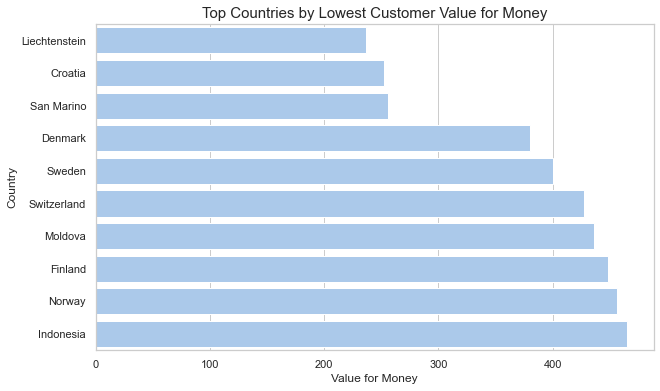 Top Countries by Lowest Customer Value for Money
Liechtenstein
Croatia
San Marino
Denmark
Sweden
Switzerland
Moldova
Finland
Norway
Indonesia
Country
0 100 200 300 400
Value for Money